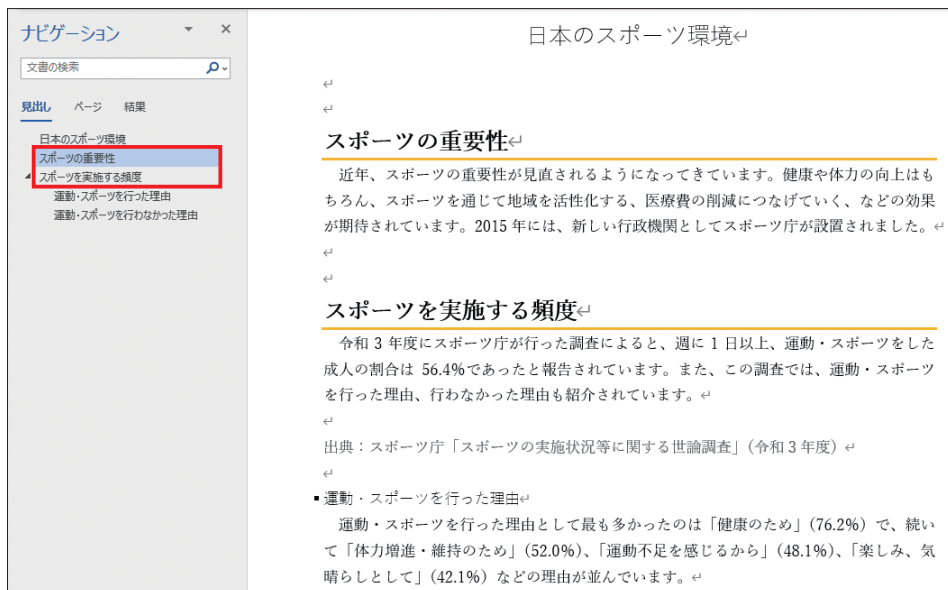 ナビゲーション
文書の検索
見出し ページ 結果
日本のスポーツ環境
スポーツの重要性
スポーツを実施する頻度
運動・スポーツを行った理由
運動・スポーツを行わなかった理由
日本のスポーツ環境↵
↵
↵
スポーツの重要性↵
近年、スポーツの重要性が見直されるようになってきています。健康や体力の向上はも
ちろん、スポーツを通じて地域を活性化する、医療費の削減につなげていく、などの効果
が期待されています。2015 年には、新しい行政機関としてスポーツ庁が設置されました。↵
↵
↵
スポーツを実施する頻度↵
令和 3 年度にスポーツ庁が行った調査によると、週に 1 日以上、運動・スポーツをした
成人の割合は 56.4%であったと報告されています。また、この調査では、運動・スポーツ
を行った理由、行わなかった理由も紹介されています。↵
↵
出典：スポーツ庁「スポーツの実施状況等に関する世論調査」（令和 3 年度）↵
↵
▪運動・スポーツを行った理由↵
運動・スポーツを行った理由として最も多かったのは「健康のため」（76.2%）で、続い
て「体力増進・維持のため」（52.0%）、「運動不足を感じるから」（48.1%）、「楽しみ、気
晴らしとして」（42.1%）などの理由が並んでいます。↵